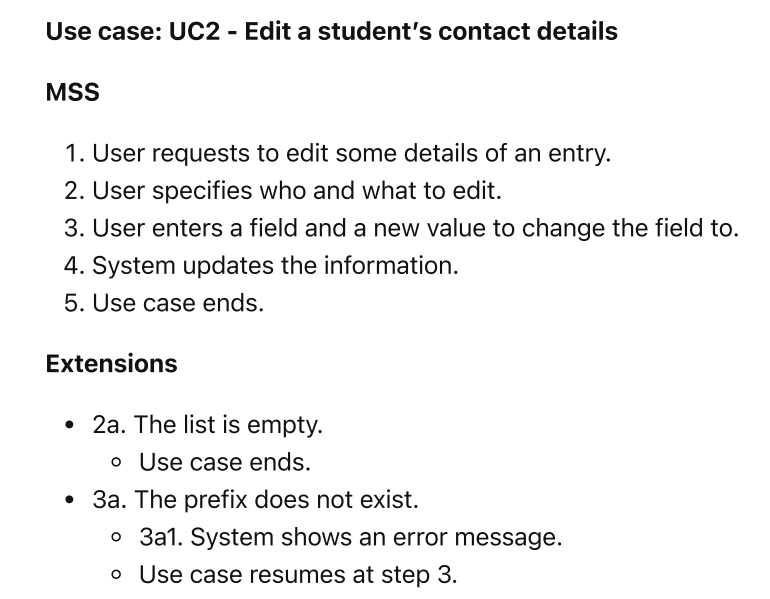 Use case: UC2 - Edit a student’s contact details
MSS
1. User requests to edit some details of an entry.
2. User specifies who and what to edit.
3. User enters a field and a new value to change the field to.
4. System updates the information.
5. Use case ends.
Extensions
• 2a. The list is empty.
◦ Use case ends.
• 3a. The prefix does not exist.
◦ 3a1. System shows an error message.
◦ Use case resumes at step 3.